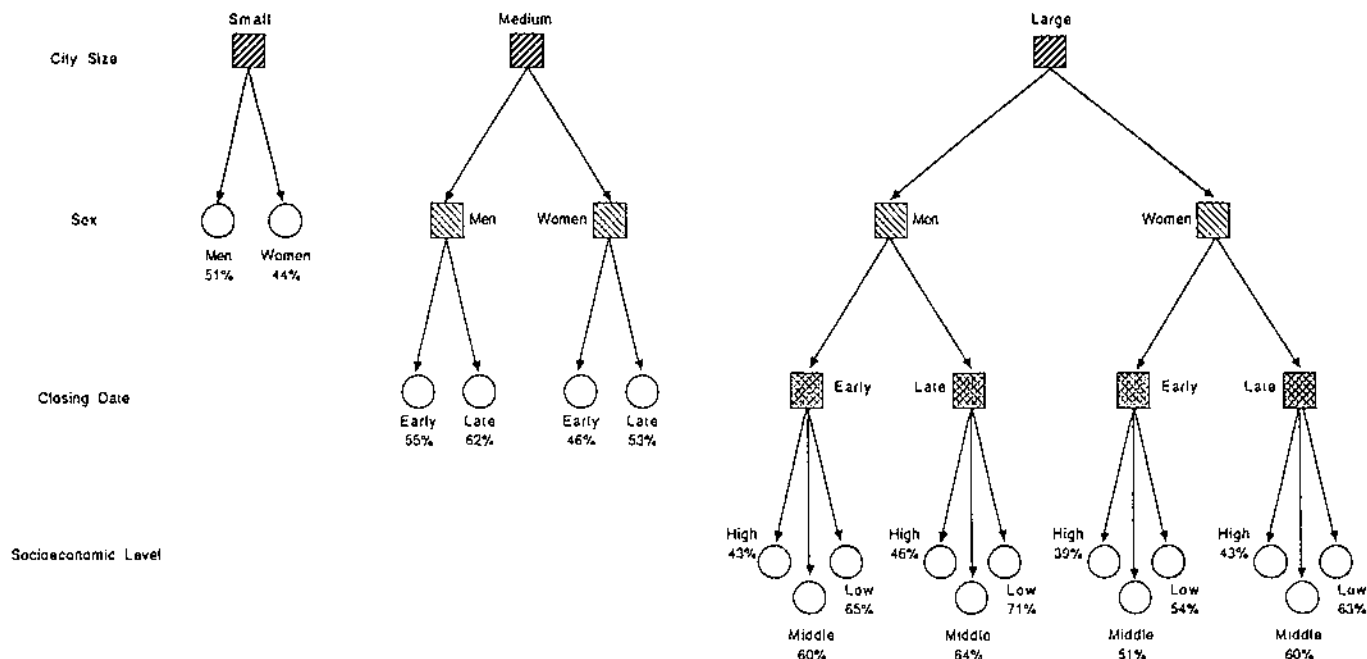 Small
Medium
Large
City Size
Sex
Men
51%
Women
44%
Men
Women
Men
Women
Closing Date
Early
55%
Late
62%
Early
46%
Late
53%
Early
Late
Early
Late
Socioeconomic Level
High
43%
Low
65%
Middle
60%
High
46%
Low
71%
Middle
64%
High
39%
Low
54%
Middle
51%
High
43%
Low
63%
Middle
60%